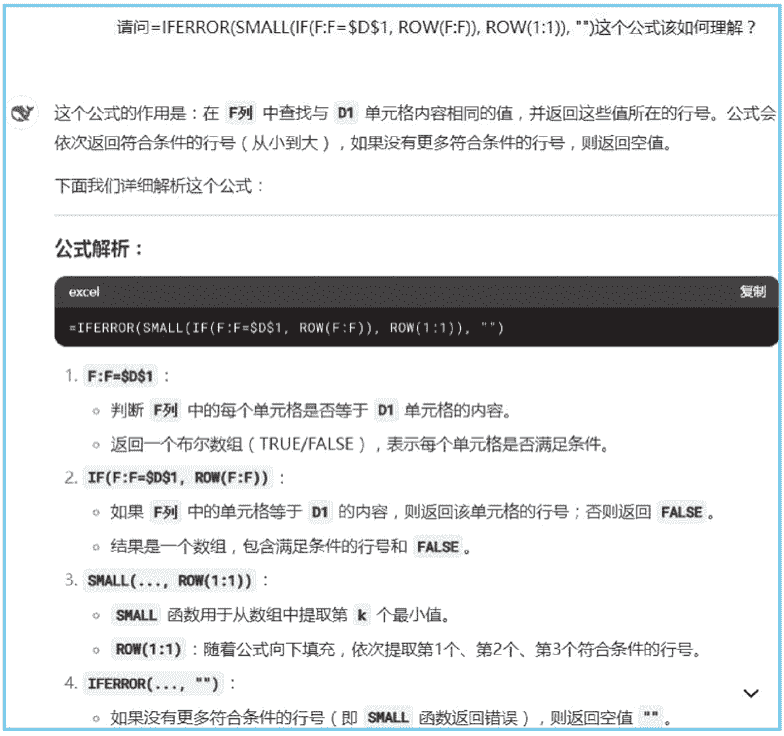 请问=IFERROR(SMALL(IF(F:F=$D$1, ROW(F:F)), ROW(1:1)), "")这个公式该如何理解？
这个公式的作用是：在 F列 中查找与 D1 单元格内容相同的值，并返回这些值所在的行号。公式会
依次返回符合条件的行号（从小到大），如果没有更多符合条件的行号，则返回空值。
下面我们详细解析这个公式：
公式解析：
excel 复制
=IFERROR(SMALL(IF(F:F=$D$1, ROW(F:F)), ROW(1:1)), "")
1. F:F=$D$1 ：
◦ 判断 F列 中的每个单元格是否等于 D1 单元格的内容。
◦ 返回一个布尔数组（TRUE/FALSE），表示每个单元格是否满足条件。
2. IF(F:F=$D$1, ROW(F:F)) ：
◦ 如果 F列 中的单元格等于 D1 的内容，则返回该单元格的行号；否则返回 FALSE 。
◦ 结果是一个数组，包含满足条件的行号和 FALSE 。
3. SMALL(..., ROW(1:1)) ：
◦ SMALL 函数用于从数组中提取第 k 个最小值。
◦ ROW(1:1) ：随着公式向下填充，依次提取第1个、第2个、第3个符合条件的行号。
4. IFERROR(..., "") ：
◦ 如果没有更多符合条件的行号（即 SMALL 函数返回错误），则返回空值 "" 。